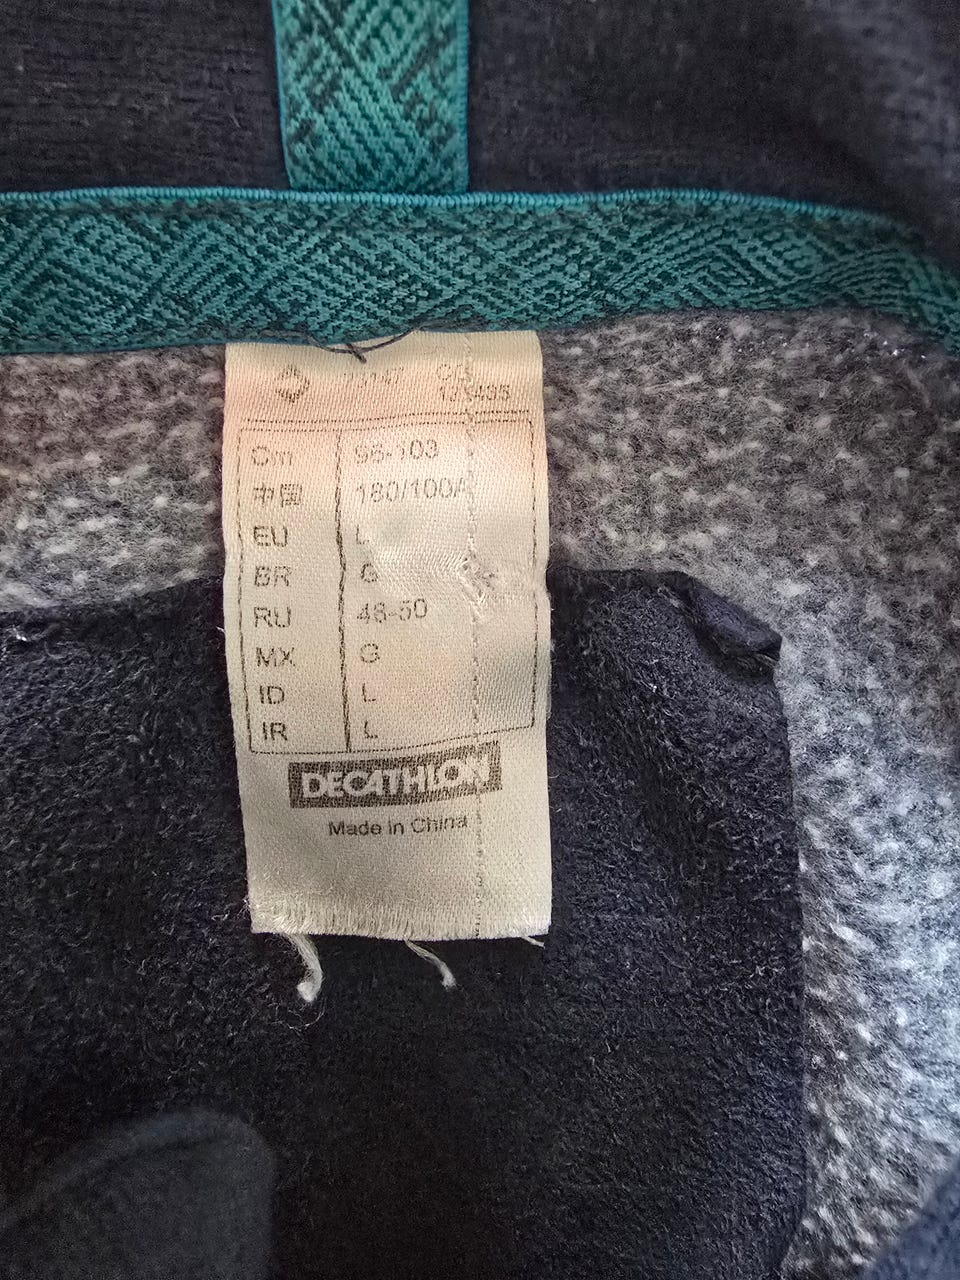 Cm 96-103
中国 180/100A
EU L
BR G
RU 48-50
MX G
ID L
IR L
DECATHLON
Made in China